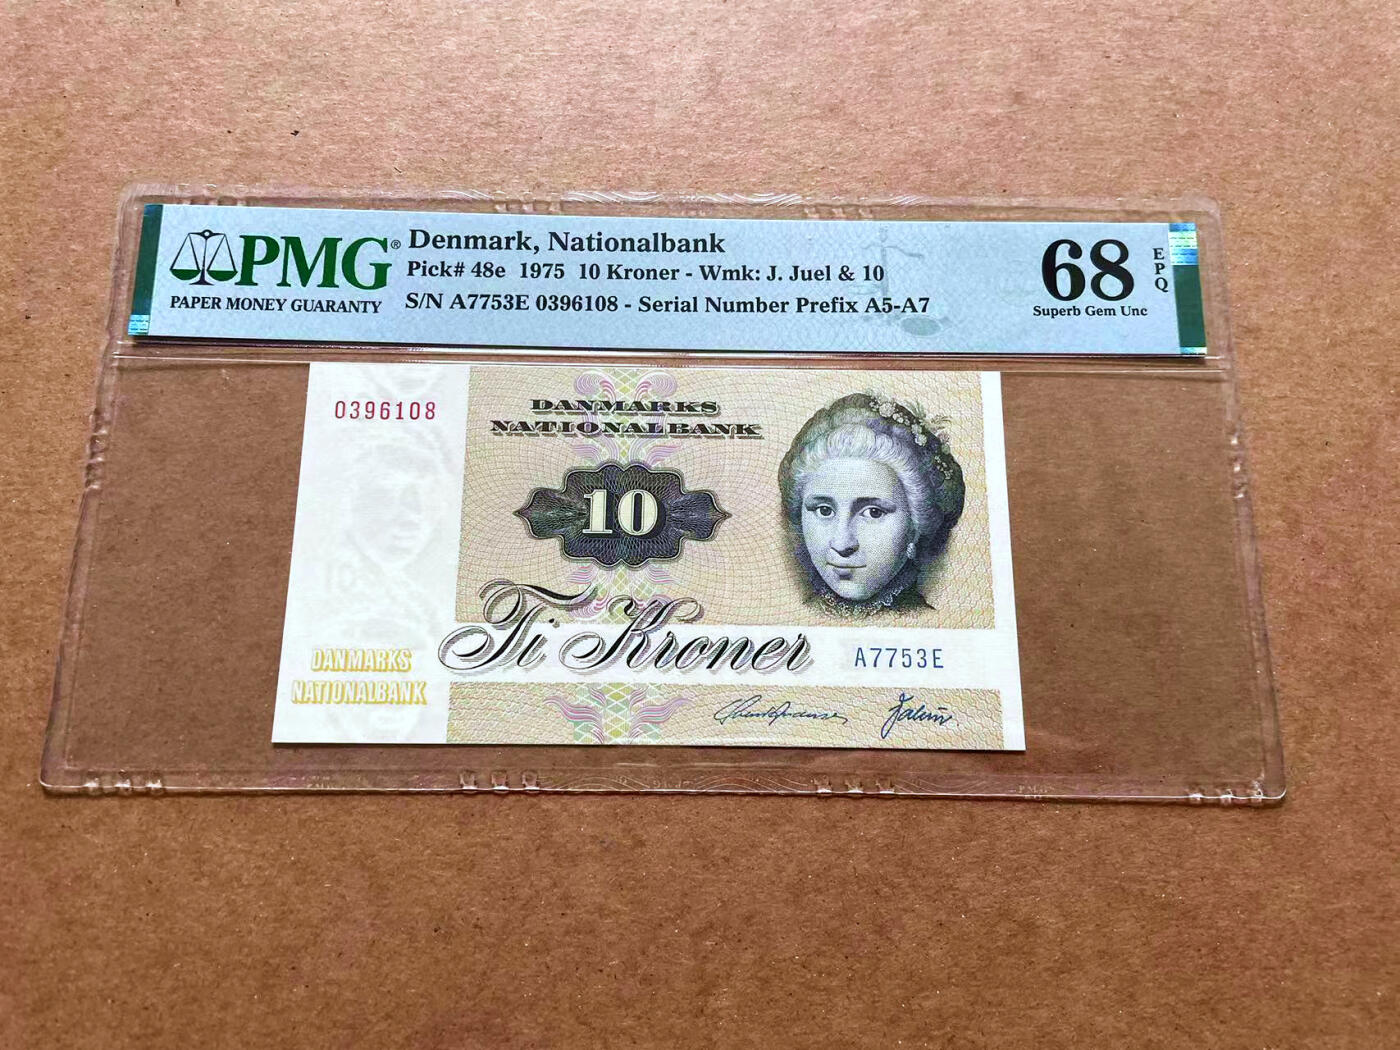 PMG®
PAPER MONEY GUARANTY
Denmark, Nationalbank
Pick# 48e 1975 10 Kroner - Wmk: J. Juel & 10
S/N A7753E 0396108 - Serial Number Prefix A5-A7
68
Superb Gem Unc
EPQ
0396108
DANMARKS
NATIONALBANK
10
Ti Kroner
A7753E
DANMARKS
NATIONALBANK